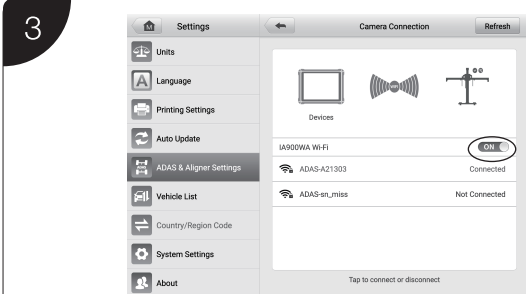 3
M
Settings
Camera Connection
Refresh
Units
A Language
Printing Settings
Auto Update
ADAS & Aligner Settings
Vehicle List
Country/Region Code
System Settings
About
Devices
IA900WA Wi-Fi
ON
ADAS-A21303
Connected
ADAS-sn_miss
Not Connected
Tap to connect or disconnect